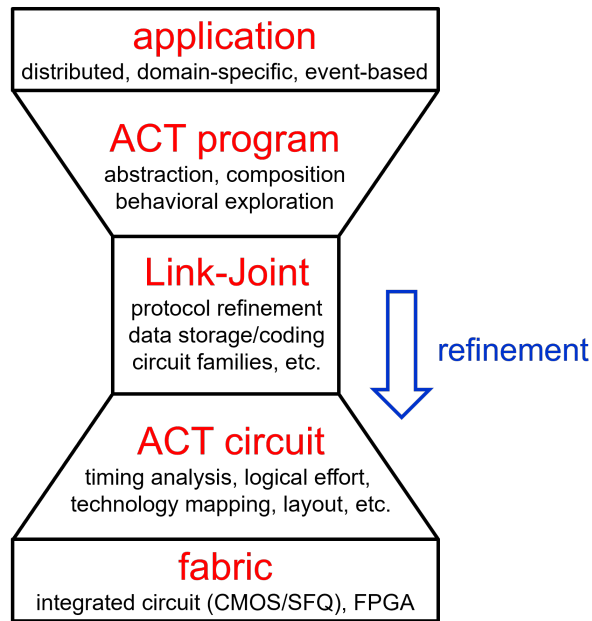 application
distributed, domain-specific, event-based
ACT program
abstraction, composition
behavioral exploration
Link-Joint
protocol refinement
data storage/coding
circuit families, etc.
refinement
ACT circuit
timing analysis, logical effort,
technology mapping, layout, etc.
fabric
integrated circuit (CMOS/SFQ), FPGA